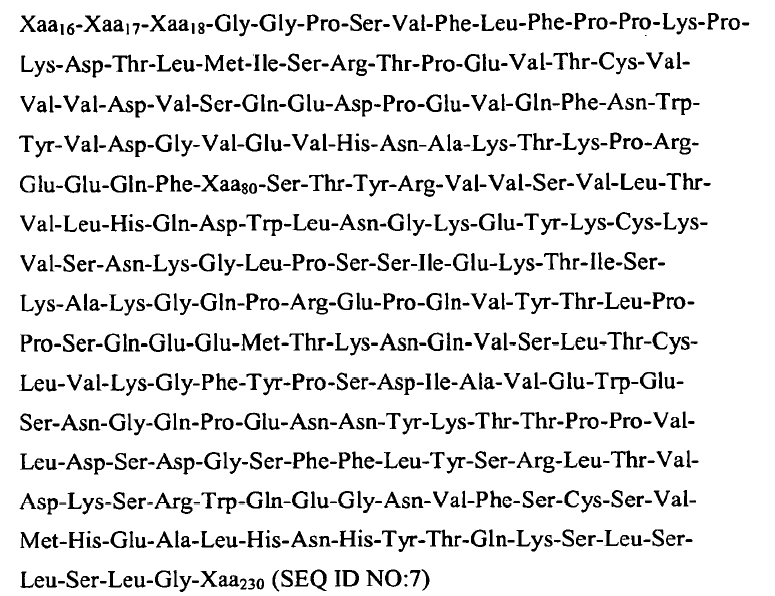 Xaa16-Xaa17-Xaa18-Gly-Gly-Pro-Ser-Val-Phe-Leu-Phe-Pro-Pro-Lys-Pro-
Lys-Asp-Thr-Leu-Met-Ile-Ser-Arg-Thr-Pro-Glu-Val-Thr-Cys-Val-
Val-Val-Asp-Val-Ser-Gln-Glu-Asp-Pro-Glu-Val-Gln-Phe-Asn-Trp-
Tyr-Val-Asp-Gly-Val-Glu-Val-His-Asn-Ala-Lys-Thr-Lys-Pro-Arg-
Glu-Glu-Gln-Phe-Xaa80-Ser-Thr-Tyr-Arg-Val-Val-Ser-Val-Leu-Thr-
Val-Leu-His-Gln-Asp-Trp-Leu-Asn-Gly-Lys-Glu-Tyr-Lys-Cys-Lys-
Val-Ser-Asn-Lys-Gly-Leu-Pro-Ser-Ser-Ile-Glu-Lys-Thr-Ile-Ser-
Lys-Ala-Lys-Gly-Gln-Pro-Arg-Glu-Pro-Gln-Val-Tyr-Thr-Leu-Pro-
Pro-Ser-Gln-Glu-Glu-Met-Thr-Lys-Asn-Gln-Val-Ser-Leu-Thr-Cys-
Leu-Val-Lys-Gly-Phe-Tyr-Pro-Ser-Asp-Ile-Ala-Val-Glu-Trp-Glu-
Ser-Asn-Gly-Gln-Pro-Glu-Asn-Asn-Tyr-Lys-Thr-Thr-Pro-Pro-Val-
Leu-Asp-Ser-Asp-Gly-Ser-Phe-Phe-Leu-Tyr-Ser-Arg-Leu-Thr-Val-
Asp-Lys-Ser-Arg-Trp-Gln-Glu-Gly-Asn-Val-Phe-Ser-Cys-Ser-Val-
Met-His-Glu-Ala-Leu-His-Asn-His-Tyr-Thr-Gln-Lys-Ser-Leu-Ser-
Leu-Ser-Leu-Gly-Xaa230 (SEQ ID NO:7)